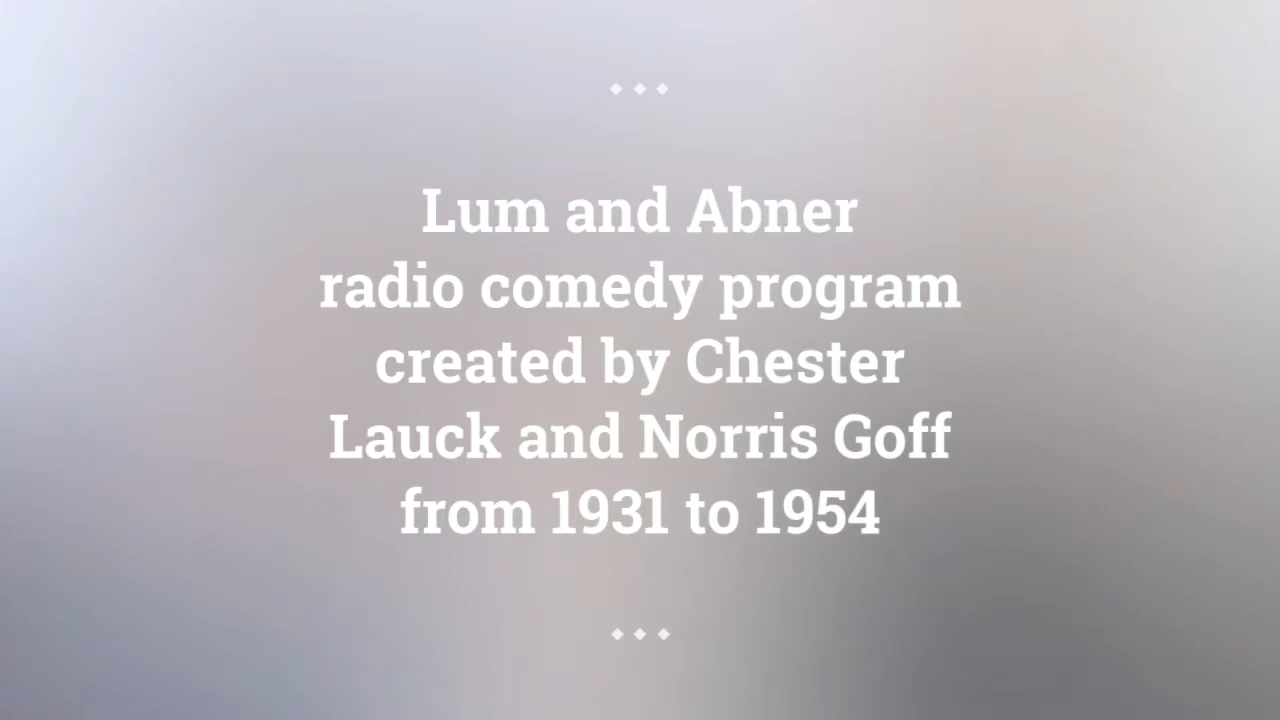 Lum and Abner
radio comedy program
created by Chester
Lauck and Norris Goff
from 1931 to 1954